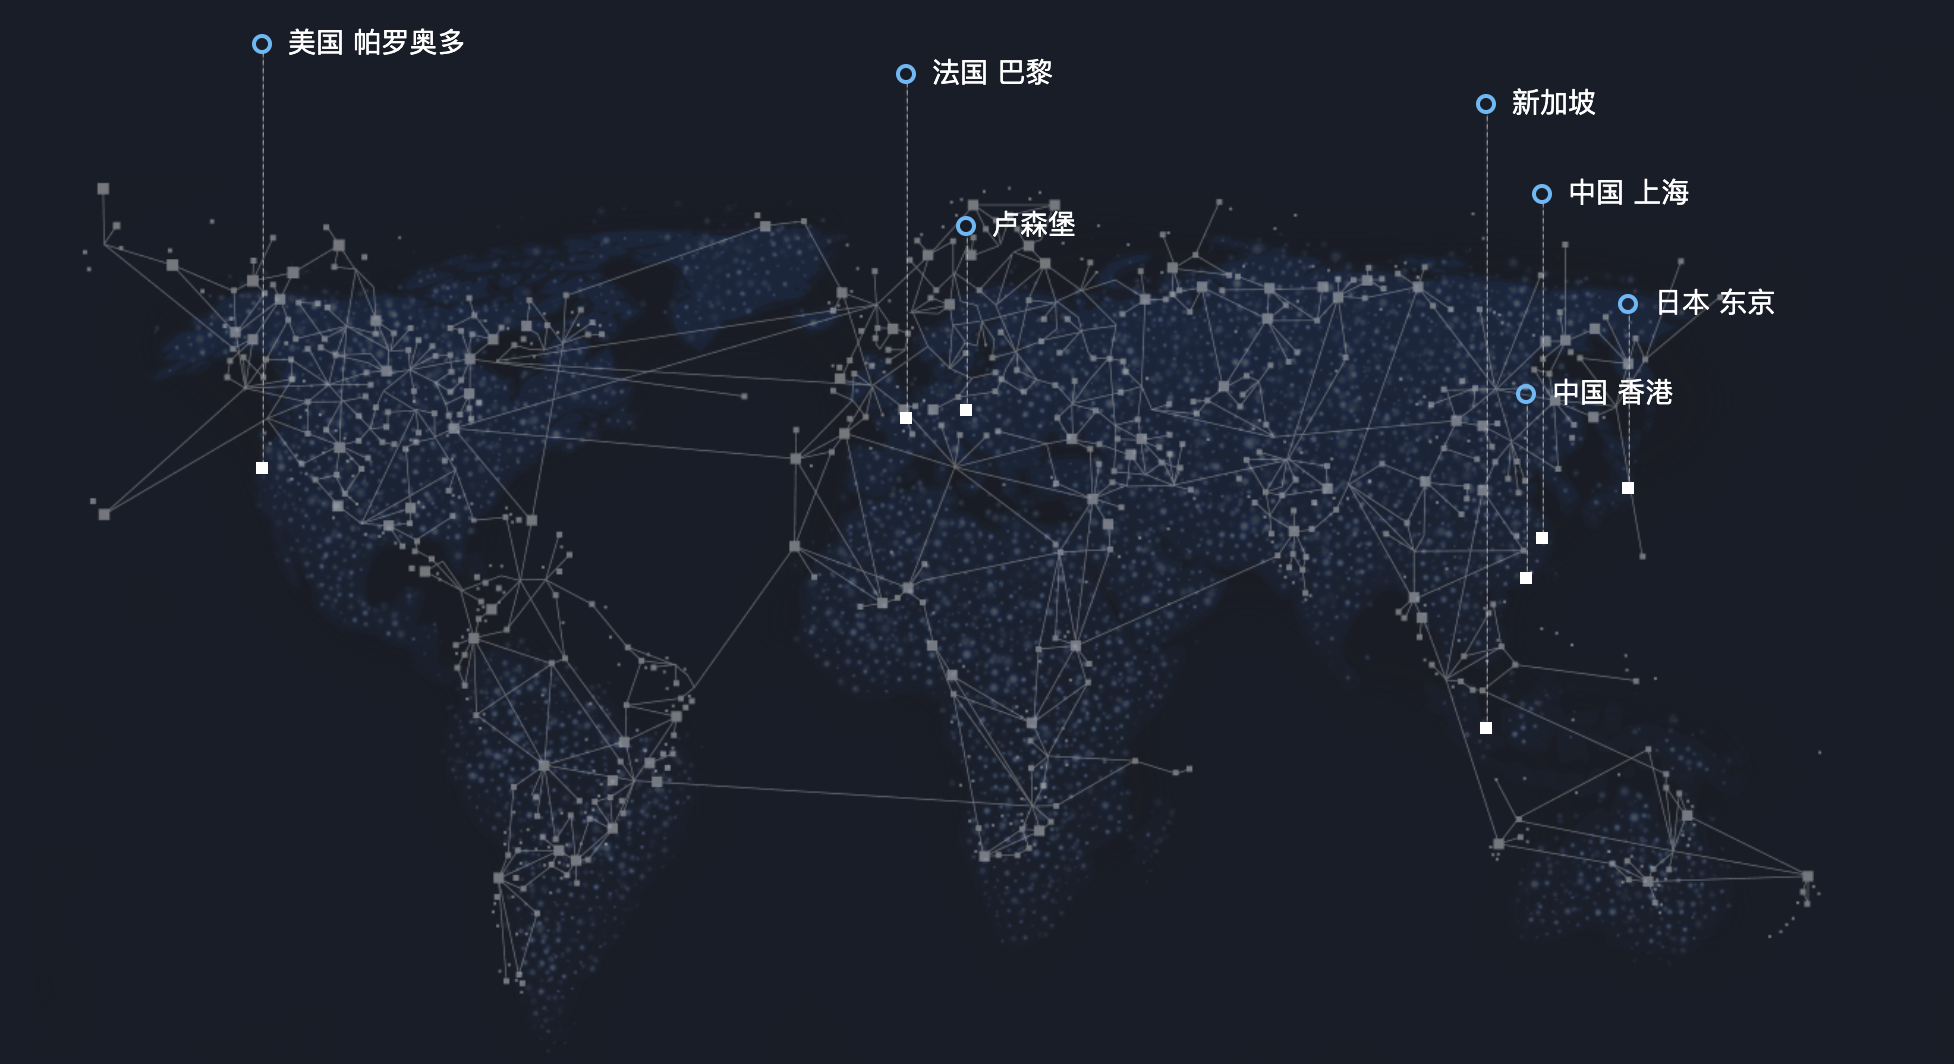 美国 帕罗奥多
法国 巴黎
新加坡
中国 上海
卢森堡
日本 东京
中国 香港